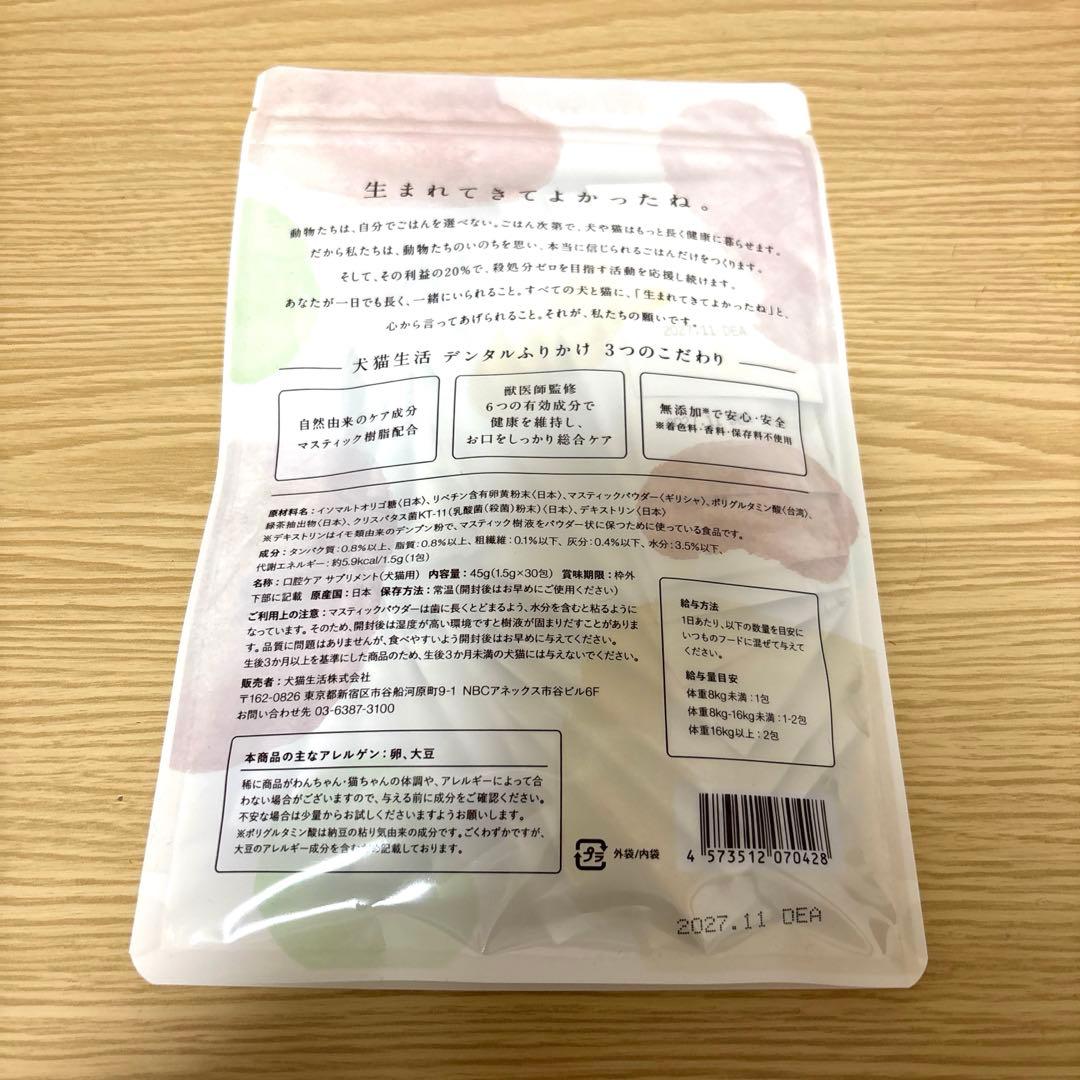 生まれてきてよかったね。
動物たちは、自分でごはんを選べない。ごはん次第で、犬や猫はもっと長く健康に暮らせます。
だから私たちは、動物たちのいのちを思い、本当に信じられるごはんだけをつくります。
そして、その利益の20%で、殺処分ゼロを目指す活動を応援し続けます。
あなたが一日でも長く、一緒にいられること。すべての犬と猫に、「生まれてきてよかったね」と、
心から言ってあげられること。それが、私たちの願いです。
2027.11 DEA
犬猫生活 デンタルふりかけ 3つのこだわり
自然由来のケア成分
マスティック樹脂配合
獣医師監修
6つの有効成分で
健康を維持し、
お口をしっかり総合ケア
無添加※で安心・安全
※着色料・香料・保存料不使用
原材料名:イソマルトオリゴ糖〈日本〉、リベチン含有卵黄粉末〈日本〉、マスティックパウダー〈ギリシャ〉、ポリグルタミン酸〈台湾〉、
緑茶抽出物〈日本〉、クリスパタス菌KT-11(乳酸菌(殺菌)粉末)〈日本〉、デキストリン〈日本〉
※デキストリンはイモ類由来のデンプン粉で、マスティック樹液をパウダー状に保つために使っている食品です。
成分:タンパク質:0.8%以上、脂質:0.8%以上、粗繊維:0.1%以下、灰分:0.4%以下、水分:3.5%以下、
代謝エネルギー:約5.9kcal/1.5g(1包)
名称:口腔ケア サプリメント(犬猫用) 内容量:45g(1.5g×30包) 賞味期限:枠外
下部に記載 原産国:日本 保存方法:常温(開封後はお早めにご使用ください)
ご利用上の注意:マスティックパウダーは歯に長くとどまるよう、水分を含むと粘るように
なっています。そのため、開封後は湿度が高い環境ですと樹液が固まりだすことがありま
す。品質に問題はありませんが、食べやすいよう開封後はお早めに与えてください。
生後3か月以上を基準にした商品のため、生後3か月未満の犬猫には与えないでください。
販売者:犬猫生活株式会社
〒162-0826 東京都新宿区市谷船河原町9-1 NBCアネックス市谷ビル6F
お問い合わせ先 03-6387-3100
給与方法
1日あたり、以下の数量を目安に
いつものフードに混ぜて与えて
ください。
給与量目安
体重8kg未満:1包
体重8kg-16kg未満:1-2包
体重16kg以上:2包
本商品の主なアレルゲン:卵、大豆
稀に商品がわんちゃん・猫ちゃんの体調や、アレルギーによって合
わない場合がございますので、与える前に成分をご確認ください。
不安な場合は少量からお試しくださいますようお願いします。
※ポリグルタミン酸は納豆の粘り気由来の成分です。ごくわずかですが、
大豆のアレルギー成分を含むため記載しております。
プラ 外袋/内袋
4 573512 070428
2027.11 DEA